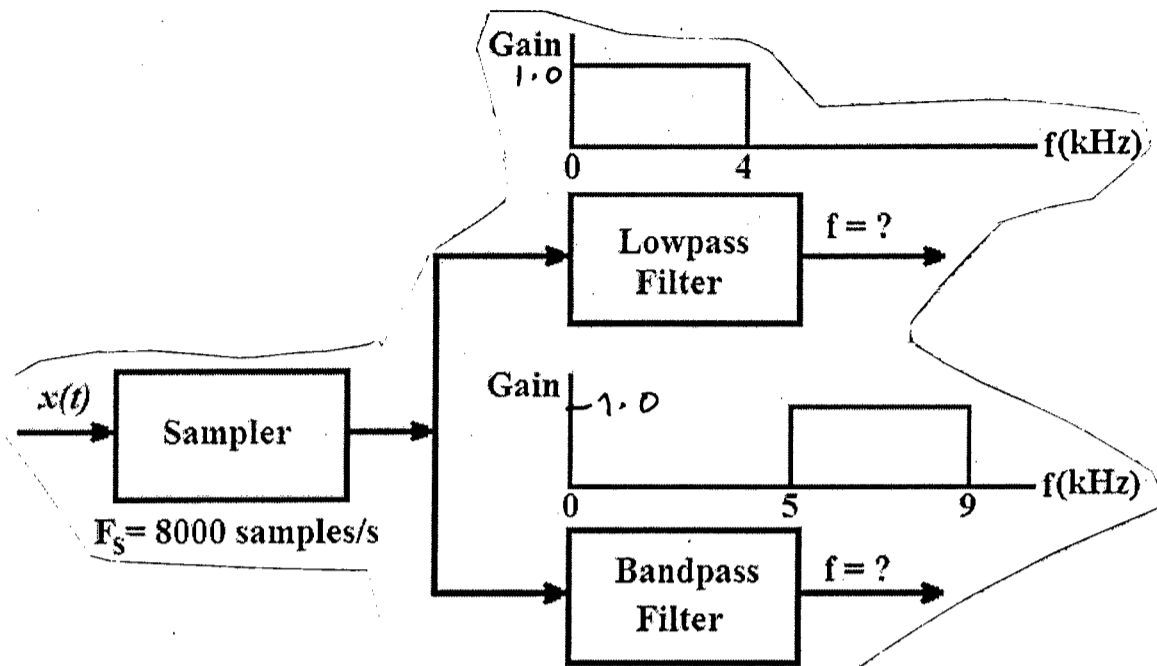 Gain
1.0
0 4 f(kHz)
Lowpass
Filter
f = ?
x(t)
Sampler
F_s = 8000 samples/s
Gain
1.0
0 5 9 f(kHz)
Bandpass
Filter
f = ?